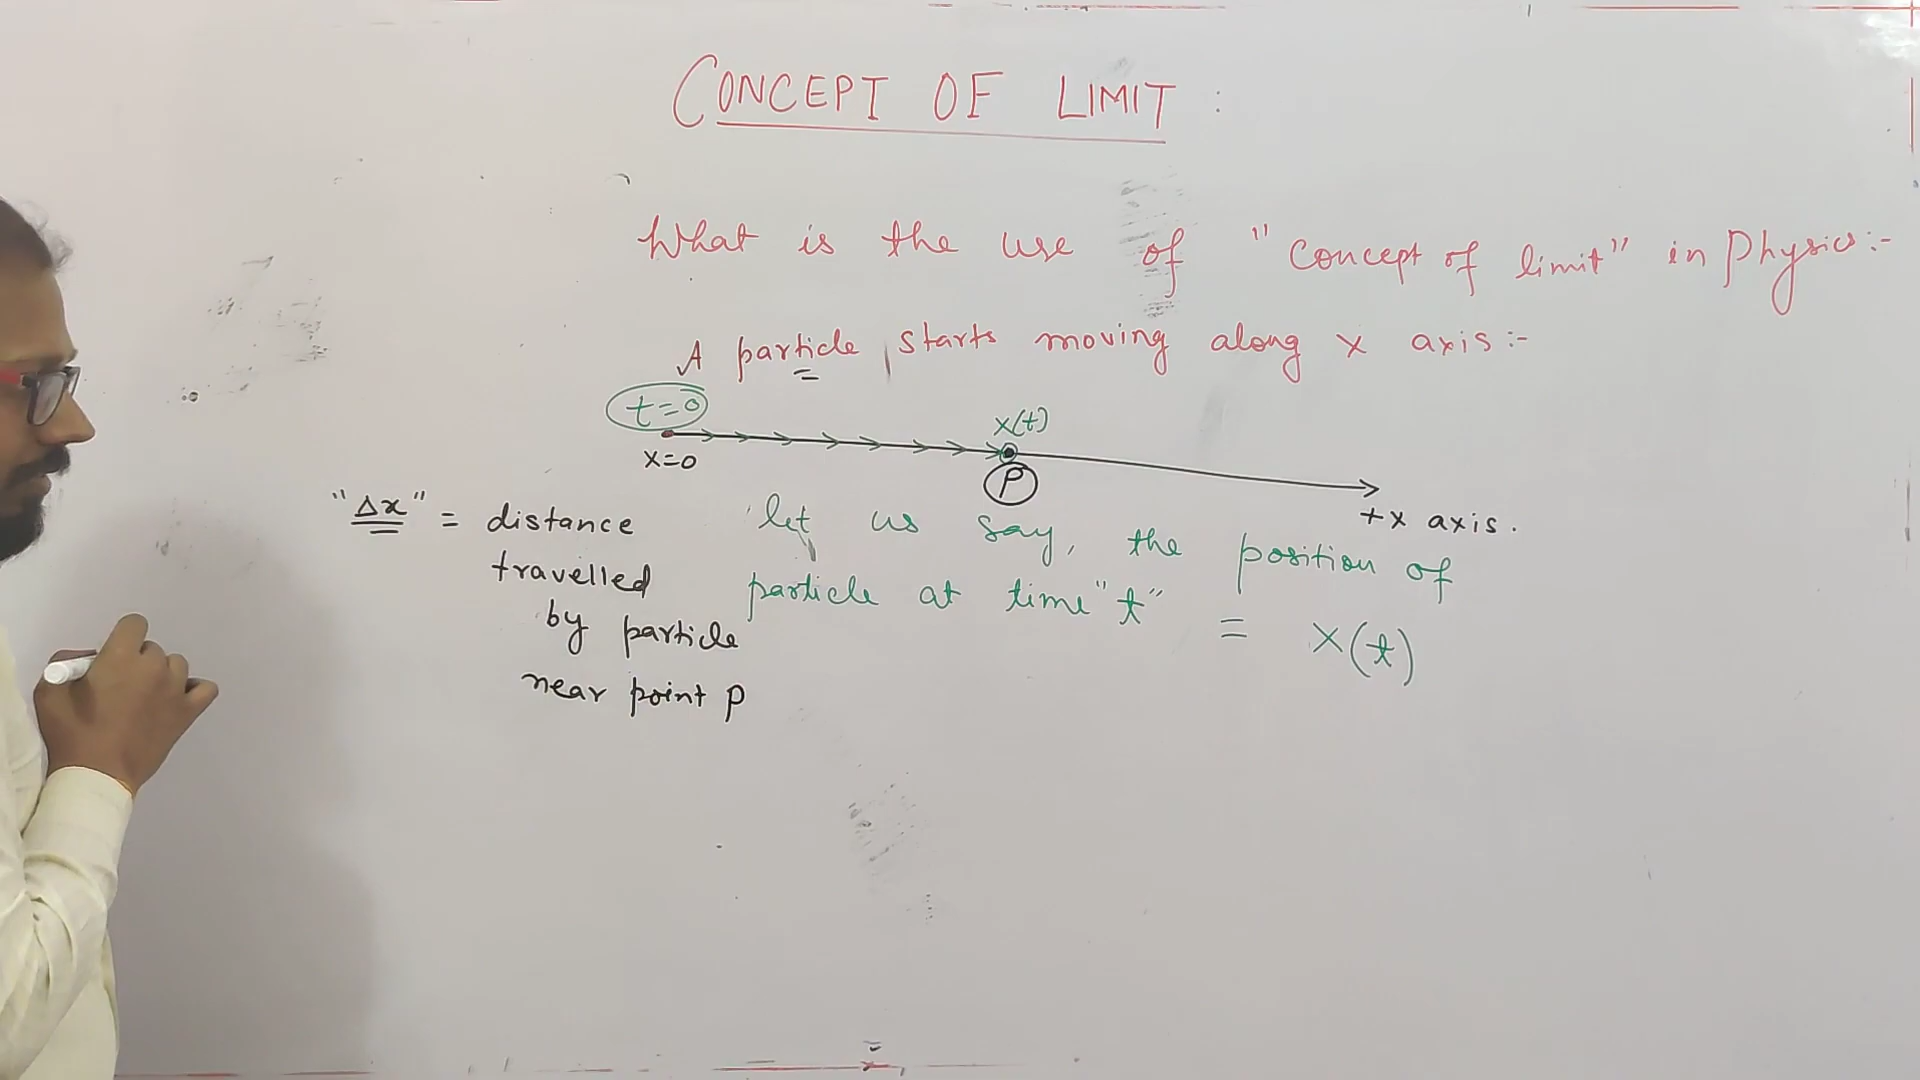 CONCEPT OF LIMIT :
What is the use of "Concept of limit" in Physics:-
A particle starts moving along x axis:-
t=0
x(t)
x=0
P
+x axis.
"Δx" = distance
travelled
by particle
near point P
let us say, the position of
particle at time "t" = x(t)